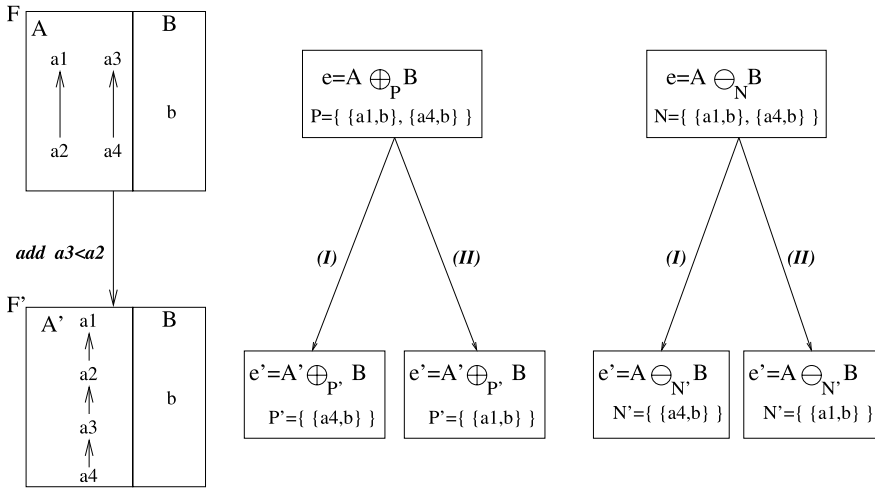 F
A
B
a1
a3
b
a2
a4
add a3<a2
F'
A'
B
a1
a2
a3
a4
b
e=A ⊕P B
P={ {a1,b}, {a4,b} }
(I)
(II)
e'=A' ⊕P' B
P'={ {a4,b} }
e'=A' ⊕P' B
P'={ {a1,b} }
e=A ⊖N B
N={ {a1,b}, {a4,b} }
(I)
(II)
e'=A ⊖N' B
N'={ {a4,b} }
e'=A ⊖N' B
N'={ {a1,b} }